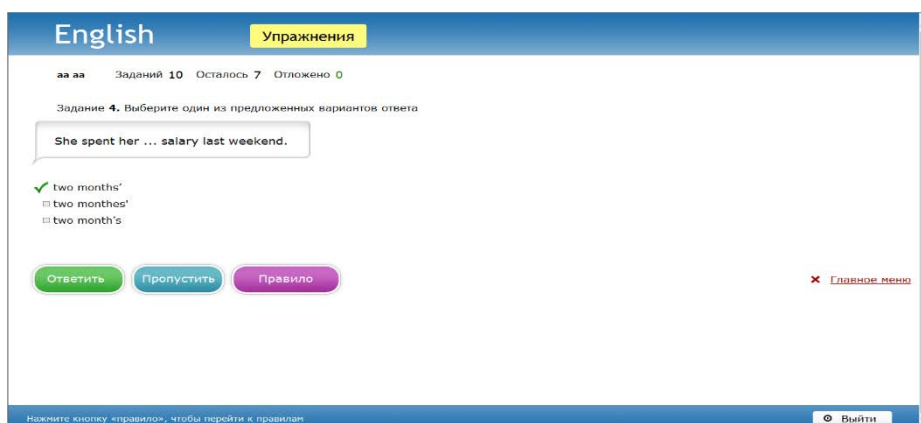 English
Упражнения
aa aa Заданий 10 Осталось 7 Отложено 0
Задание 4. Выберите один из предложенных вариантов ответа
She spent her ... salary last weekend.
two months'
two monthes'
two month's
Ответить Пропустить Правило
Главное меню
Нажмите кнопку «правило», чтобы перейти к правилам
Выйти